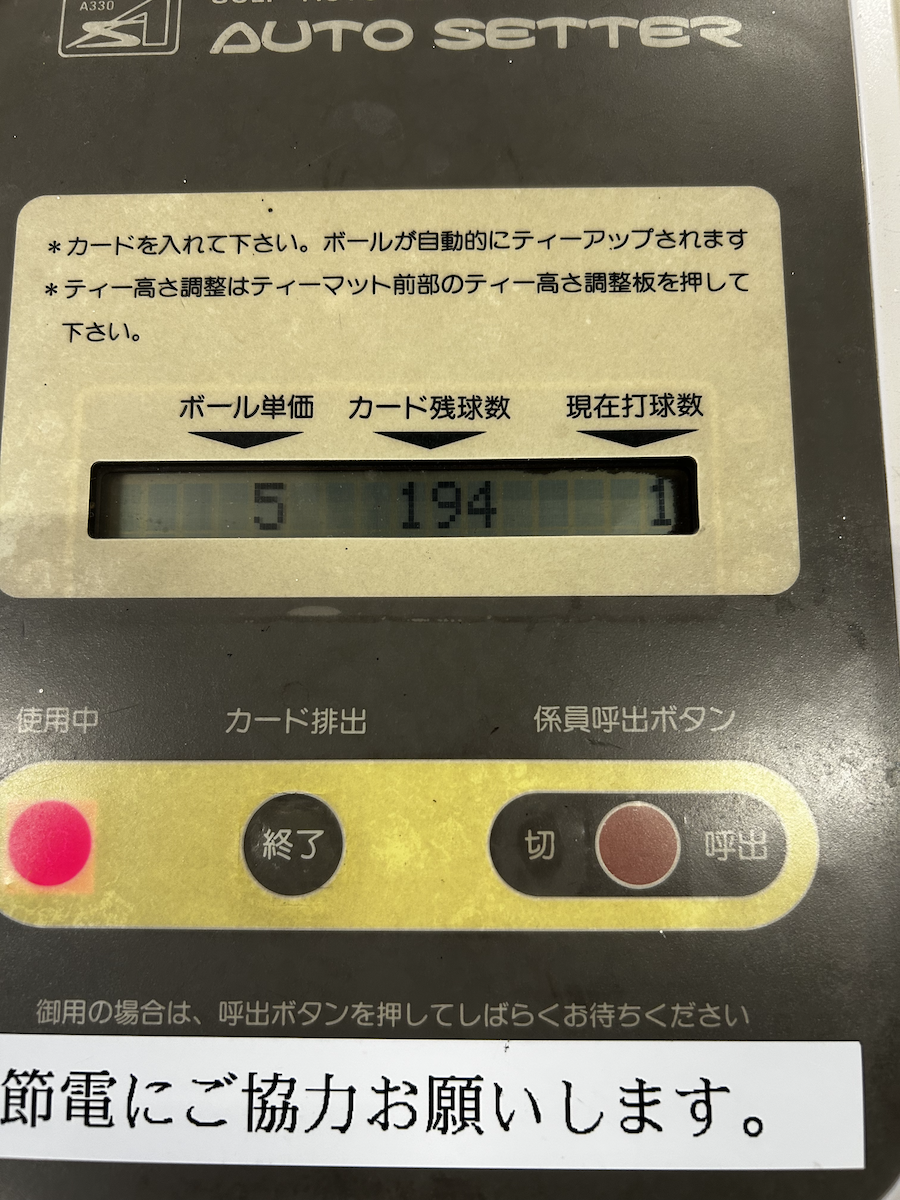 A330
AUTO SETTER
＊カードを入れて下さい。ボールが自動的にティーアップされます
＊ティー高さ調整はティーマット前部のティー高さ調整板を押して
下さい。
ボール単価 カード残球数 現在打球数
5 194 1
使用中 カード排出 係員呼出ボタン
終了 切 呼出
御用の場合は、呼出ボタンを押してしばらくお待ちください
節電にご協力お願いします。